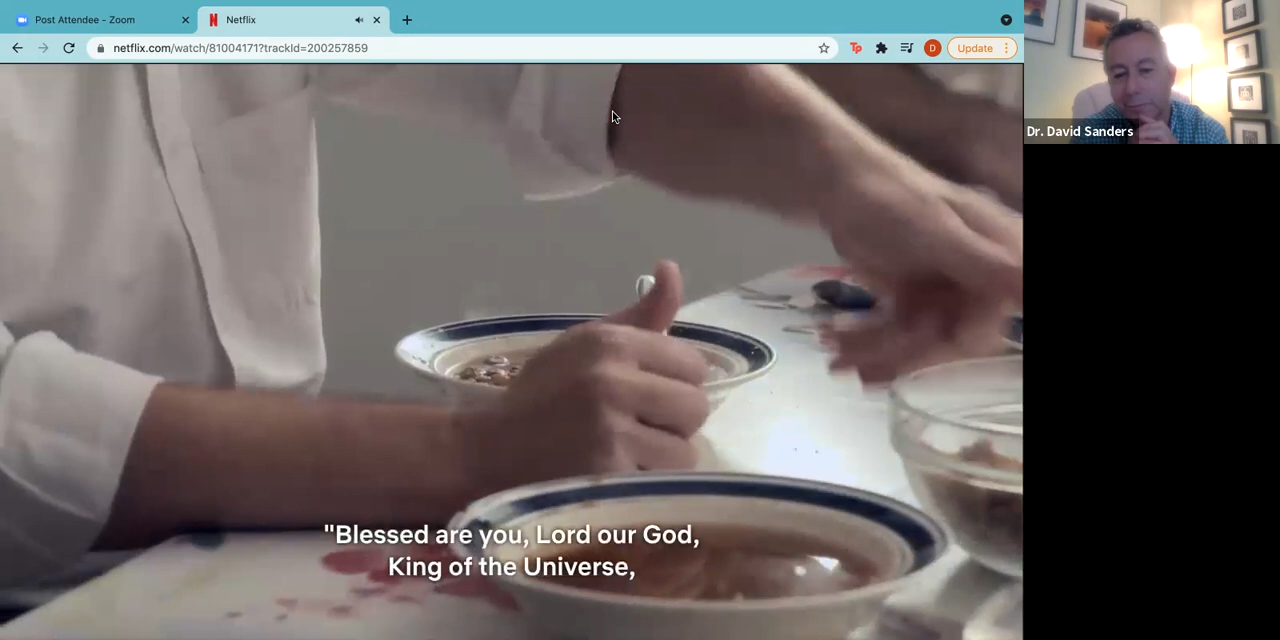 Post Attendee - Zoom
Netflix
netflix.com/watch/81004171?trackId=200257859
Tp
D
Update
Dr. David Sanders
"Blessed are you, Lord our God,
King of the Universe,